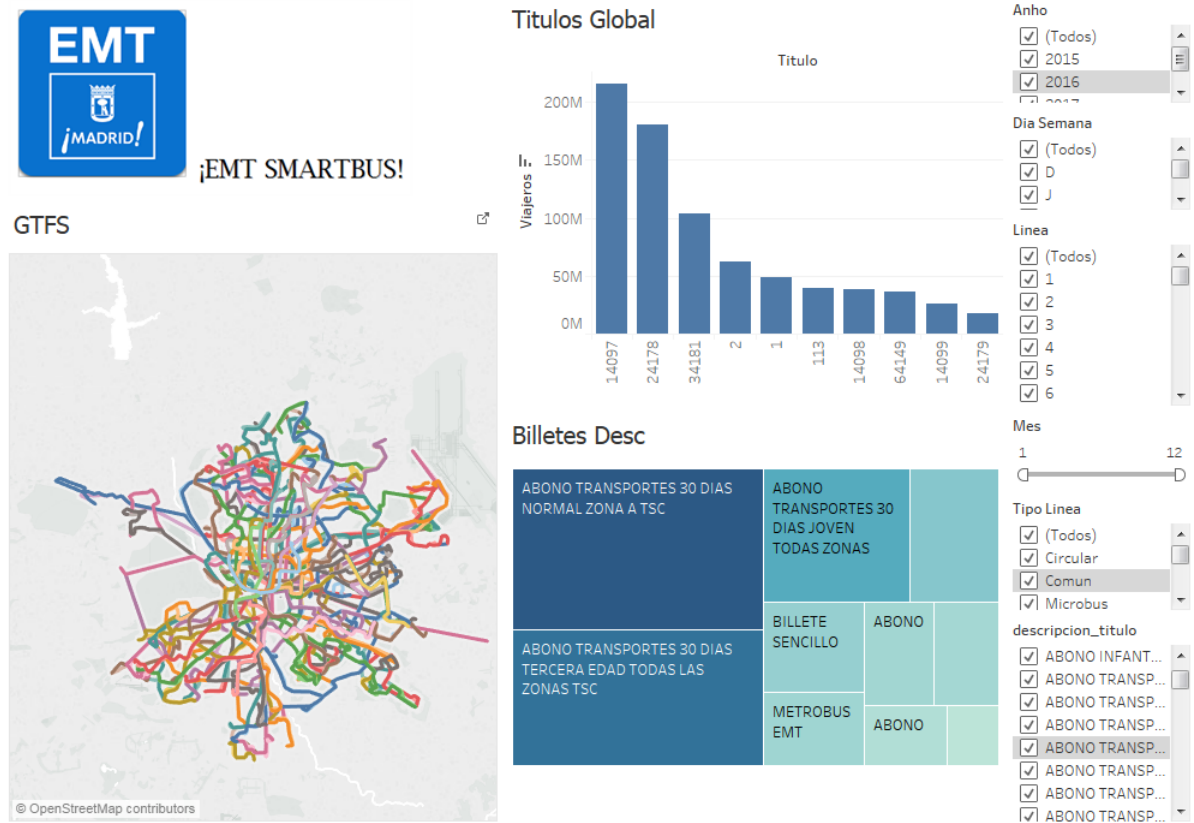 EMT
¡MADRID!
¡EMT SMARTBUS!
GTFS
© OpenStreetMap contributors
Titulos Global
Titulo
Viajeros
200M
150M
100M
50M
0M
14097
24178
34181
2
1
113
14098
64149
14099
24179
Billetes Desc
ABONO TRANSPORTES 30 DIAS
NORMAL ZONA A TSC
ABONO TRANSPORTES 30 DIAS
TERCERA EDAD TODAS LAS
ZONAS TSC
ABONO
TRANSPORTES 30
DIAS JOVEN
TODAS ZONAS
BILLETE
SENCILLO
ABONO
METROBUS
EMT
ABONO
Anho
(Todos)
2015
2016
2017
Dia Semana
(Todos)
D
J
Linea
(Todos)
1
2
3
4
5
6
Mes
1 12
Tipo Linea
(Todos)
Circular
Comun
Microbus
descripcion_titulo
ABONO INFANT...
ABONO TRANSP...
ABONO TRANSP...
ABONO TRANSP...
ABONO TRANSP...
ABONO TRANSP...
ABONO TRANSP...
ABONO TRANSP...